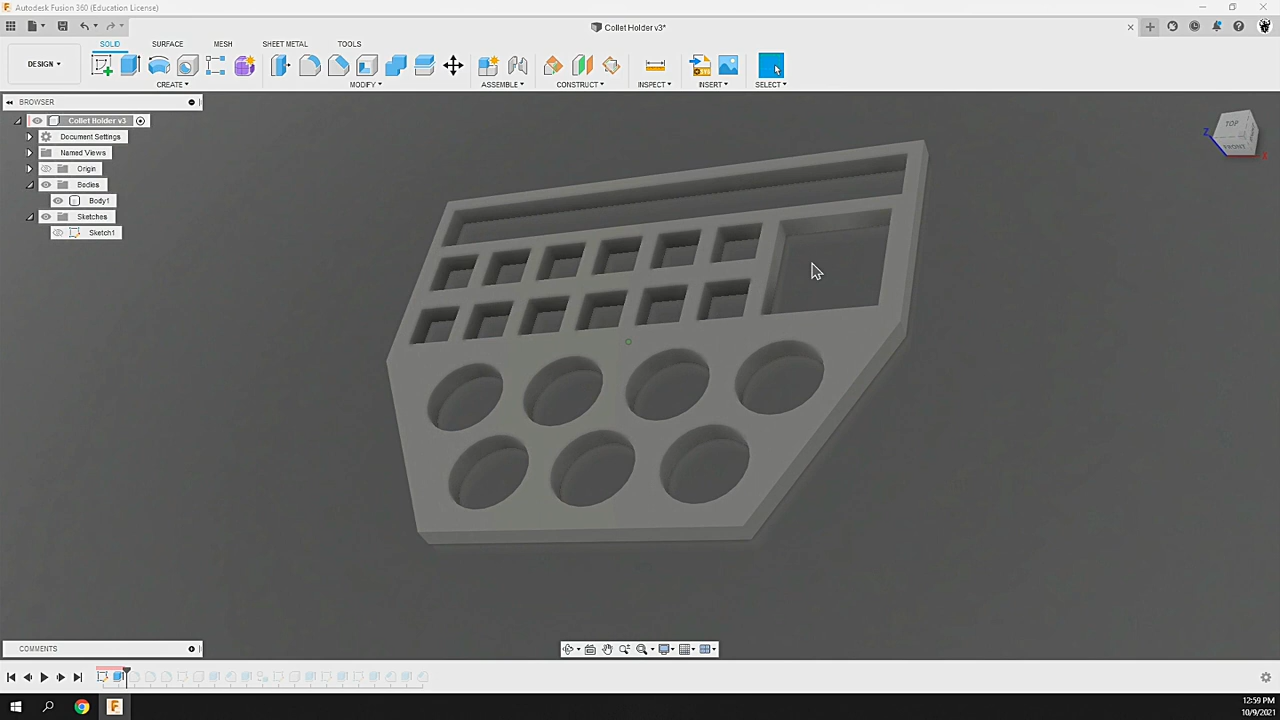 Autodesk Fusion 360 (Education License)
Collet Holder v3*
SOLID SURFACE MESH SHEET METAL TOOLS
DESIGN
CREATE MODIFY ASSEMBLE CONSTRUCT INSPECT INSERT SELECT
BROWSER
Collet Holder v3
Document Settings
Named Views
Origin
Bodies
Body1
Sketches
Sketch1
TOP
Z
X
COMMENTS
12:59 PM
10/9/2021